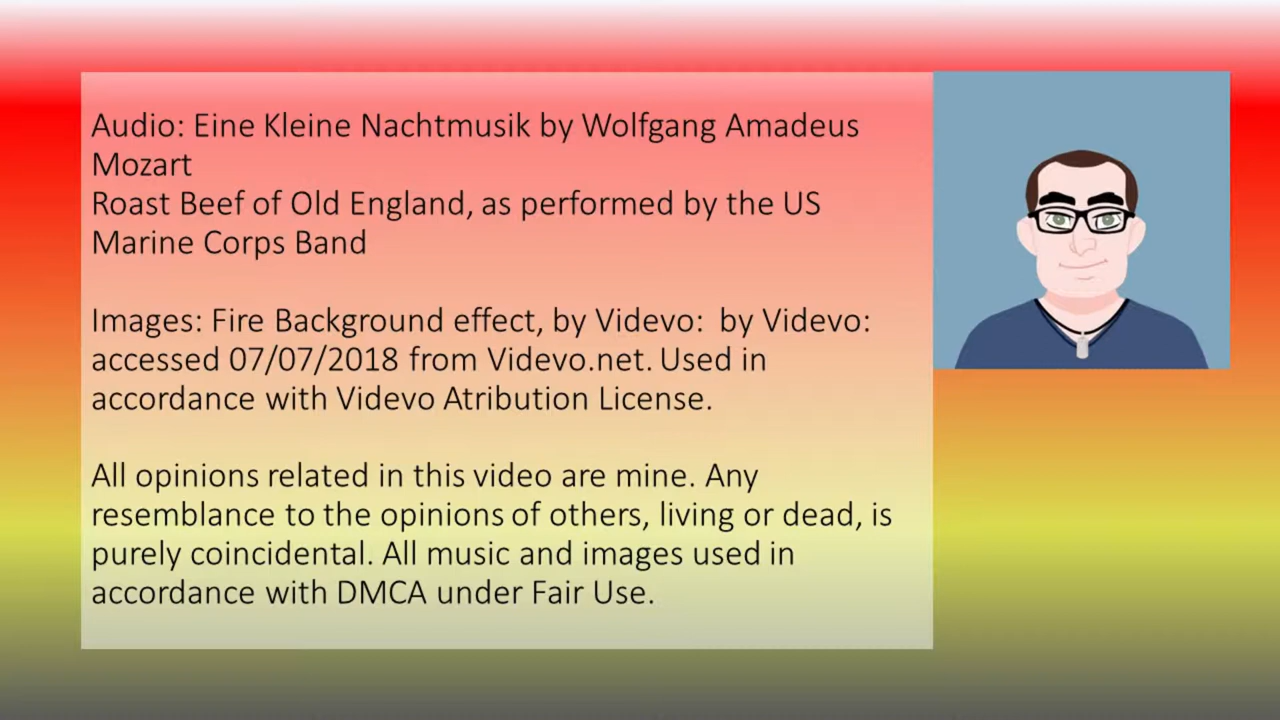 Audio: Eine Kleine Nachtmusik by Wolfgang Amadeus
Mozart
Roast Beef of Old England, as performed by the US
Marine Corps Band
Images: Fire Background effect, by Videvo:  by Videvo:
accessed 07/07/2018 from Videvo.net. Used in
accordance with Videvo Atribution License.
All opinions related in this video are mine. Any
resemblance to the opinions of others, living or dead, is
purely coincidental. All music and images used in
accordance with DMCA under Fair Use.